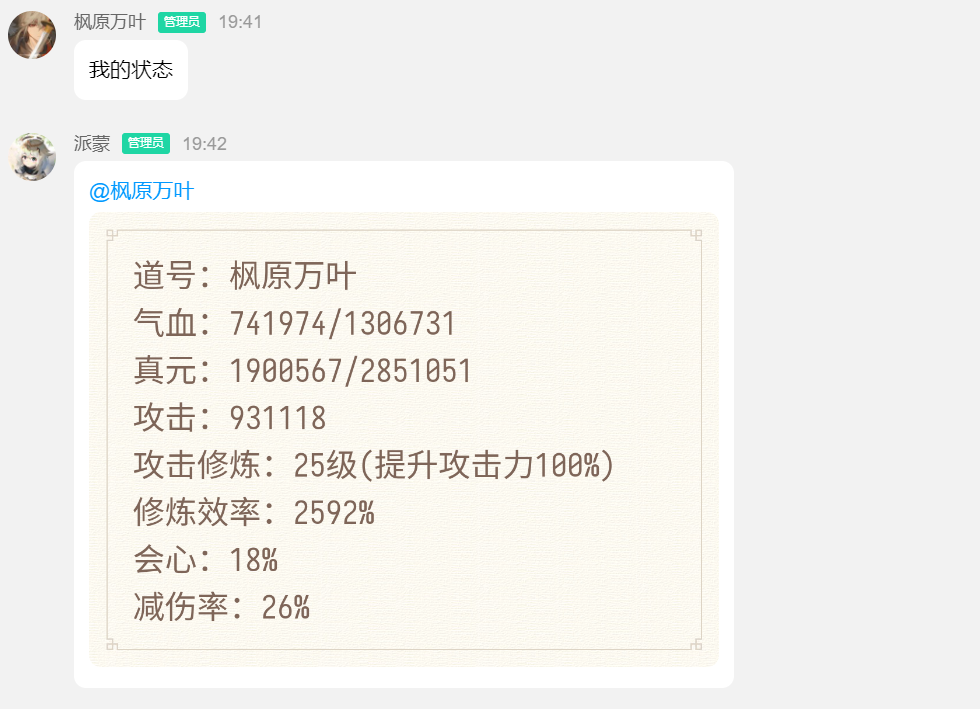 枫原万叶 管理员 19:41
我的状态
派蒙 管理员 19:42
@枫原万叶
道号：枫原万叶
气血：741974/1306731
真元：1900567/2851051
攻击：931118
攻击修炼：25级(提升攻击力100%)
修炼效率：2592%
会心：18%
减伤率：26%